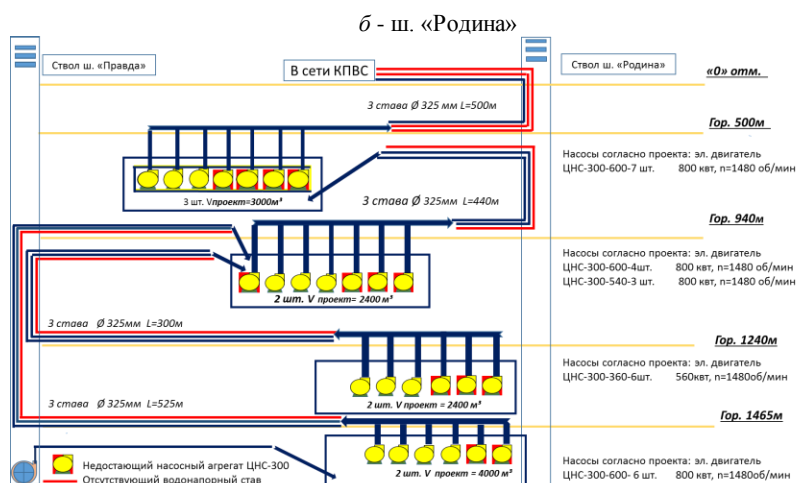 б - ш. «Родина»
Ствол ш. «Правда»
В сети КПВС
Ствол ш. «Родина»
«0» отм.
3 става Ø 325 мм L=500м
Гор. 500м
Насосы согласно проекта: эл. двигатель
ЦНС-300-600-7 шт. 800 квт, n=1480 об/мин
3 шт. Vпроект=3000м³
3 става Ø 325мм L=440м
Гор. 940м
Насосы согласно проекта: эл. двигатель
ЦНС-300-600-4шт. 800 квт, n=1480 об/мин
ЦНС-300-540-3 шт. 800 квт, n=1480 об/мин
2 шт. V проект= 2400 м³
3 става Ø 325мм L=300м
Гор. 1240м
Насосы согласно проекта: эл. двигатель
ЦНС-300-360-6шт. 560квт, n=1480об/мин
2 шт. V проект = 2400 м³
3 става Ø 325мм L=525м
Гор. 1465м
Насосы согласно проекта: эл. двигатель
ЦНС-300-600- 6 шт. 800 квт, n=1480об/мин
2 шт. V проект = 4000 м³
Недостающий насосный агрегат ЦНС-300
Отсутствующий водонапорный став